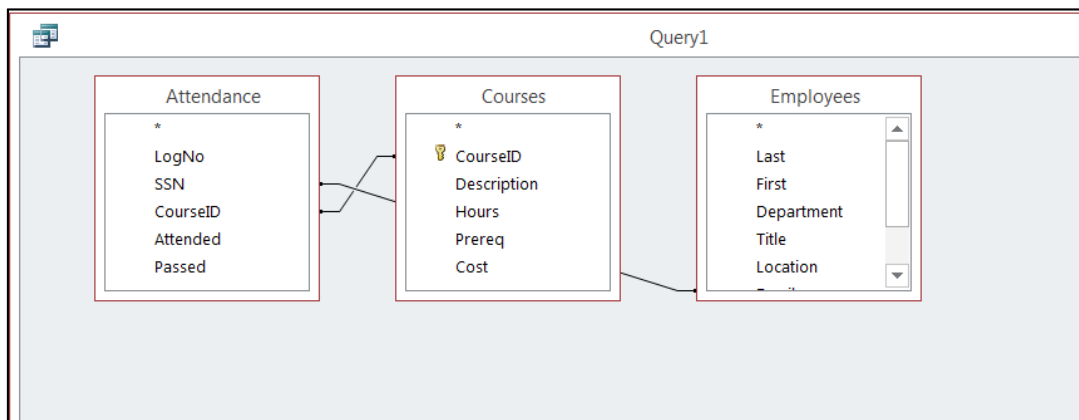 Query1
Attendance
*
LogNo
SSN
CourseID
Attended
Passed
Courses
*
CourseID
Description
Hours
Prereq
Cost
Employees
*
Last
First
Department
Title
Location